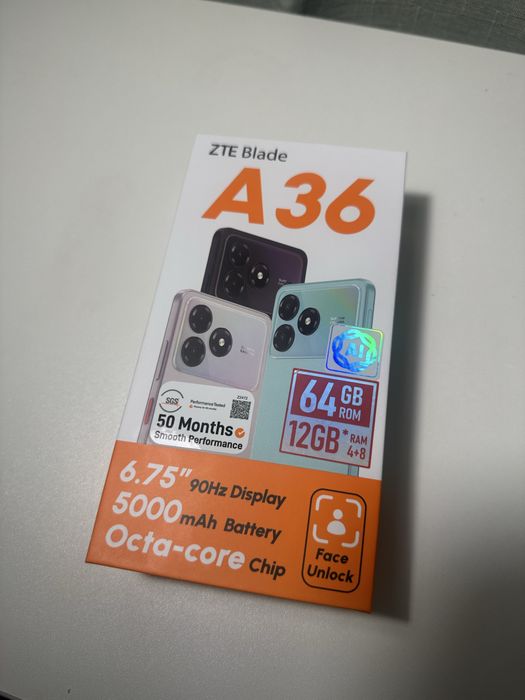 ZTE Blade
A36
AI
64 GB ROM
12GB* RAM 4+8
SGS
Performance Tested
50 Months
Smooth Performance
6.75" 90Hz Display
5000mAh Battery
Octa-core Chip
Face
Unlock